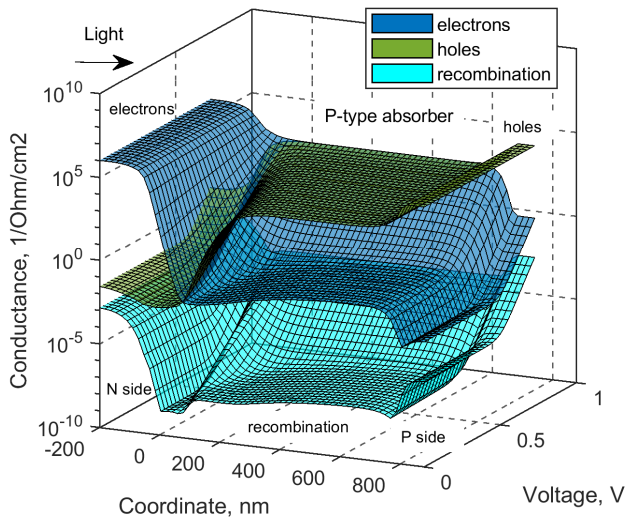 Light
electrons
holes
recombination
10^10
electrons
P-type absorber
holes
10^5
10^0
10^-5
10^-10
Conductance, 1/Ohm/cm2
N side
recombination
P side
-200
0
200
400
600
800
0
0.5
1
Coordinate, nm
Voltage, V